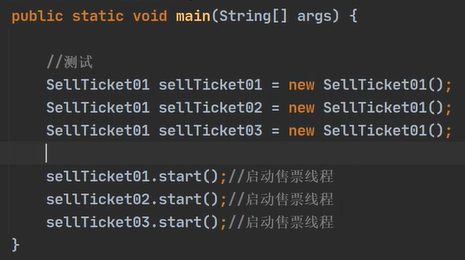 public static void main(String[] args) {
//测试
SellTicket01 sellTicket01 = new SellTicket01();
SellTicket01 sellTicket02 = new SellTicket01();
SellTicket01 sellTicket03 = new SellTicket01();
sellTicket01.start();//启动售票线程
sellTicket02.start();//启动售票线程
sellTicket03.start();//启动售票线程
}